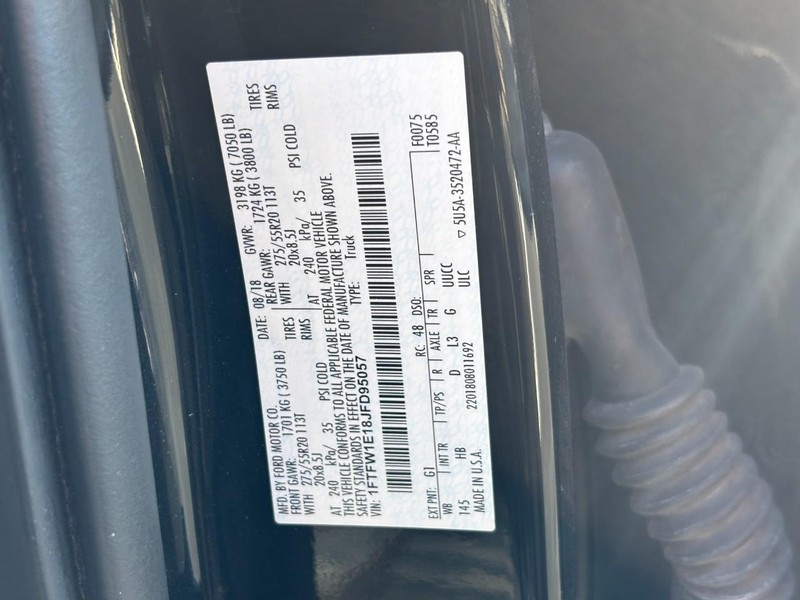 MFD. BY FORD MOTOR CO.
DATE: 08/18 GVWR: 3198 KG ( 7050 LB)
FRONT GAWR: 1701 KG ( 3750 LB)
REAR GAWR: 1724 KG ( 3800 LB)
WITH 275/55R20 113T TIRES
WITH 275/55R20 113T TIRES
20x8.5J RIMS
20x8.5J RIMS
AT 240 kPa/ 35 PSI COLD
AT 240 kPa/ 35 PSI COLD
THIS VEHICLE CONFORMS TO ALL APPLICABLE FEDERAL MOTOR VEHICLE
SAFETY STANDARDS IN EFFECT ON THE DATE OF MANUFACTURE SHOWN ABOVE.
VIN: 1FTFW1E18JFD95057 TYPE: Truck
F0075
EXT PNT: G1 RC: 48 DSO: T0585
WB INT TR TP/PS R AXLE TR SPR
145 HB D L3 G UUCC
MADE IN U.S.A. 2201808011692 ULC ▽ 5U5A-3520472-AA